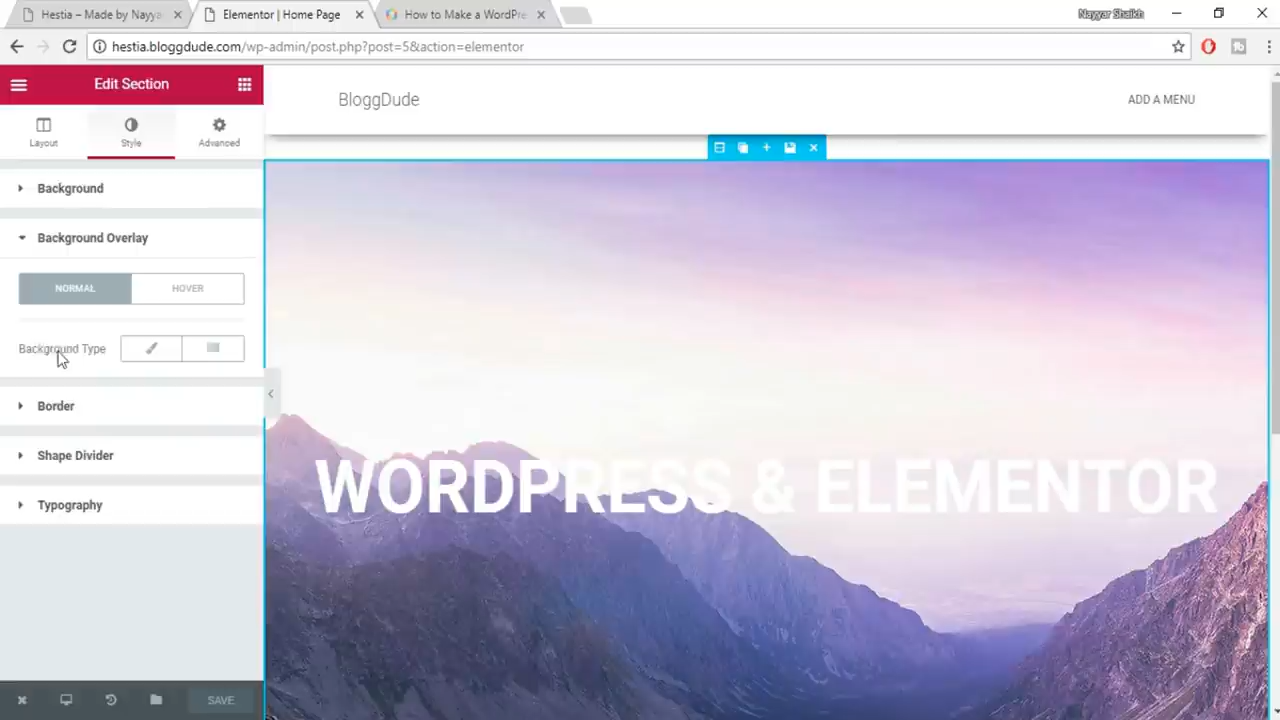 Hestia – Made by Nayya
Elementor | Home Page
How to Make a WordPre
Nayyar Shaikh
hestia.bloggdude.com/wp-admin/post.php?post=5&action=elementor
Edit Section
Layout
Style
Advanced
Background
Background Overlay
NORMAL
HOVER
Background Type
Border
Shape Divider
Typography
SAVE
BloggDude
ADD A MENU
WORDPRESS & ELEMENTOR